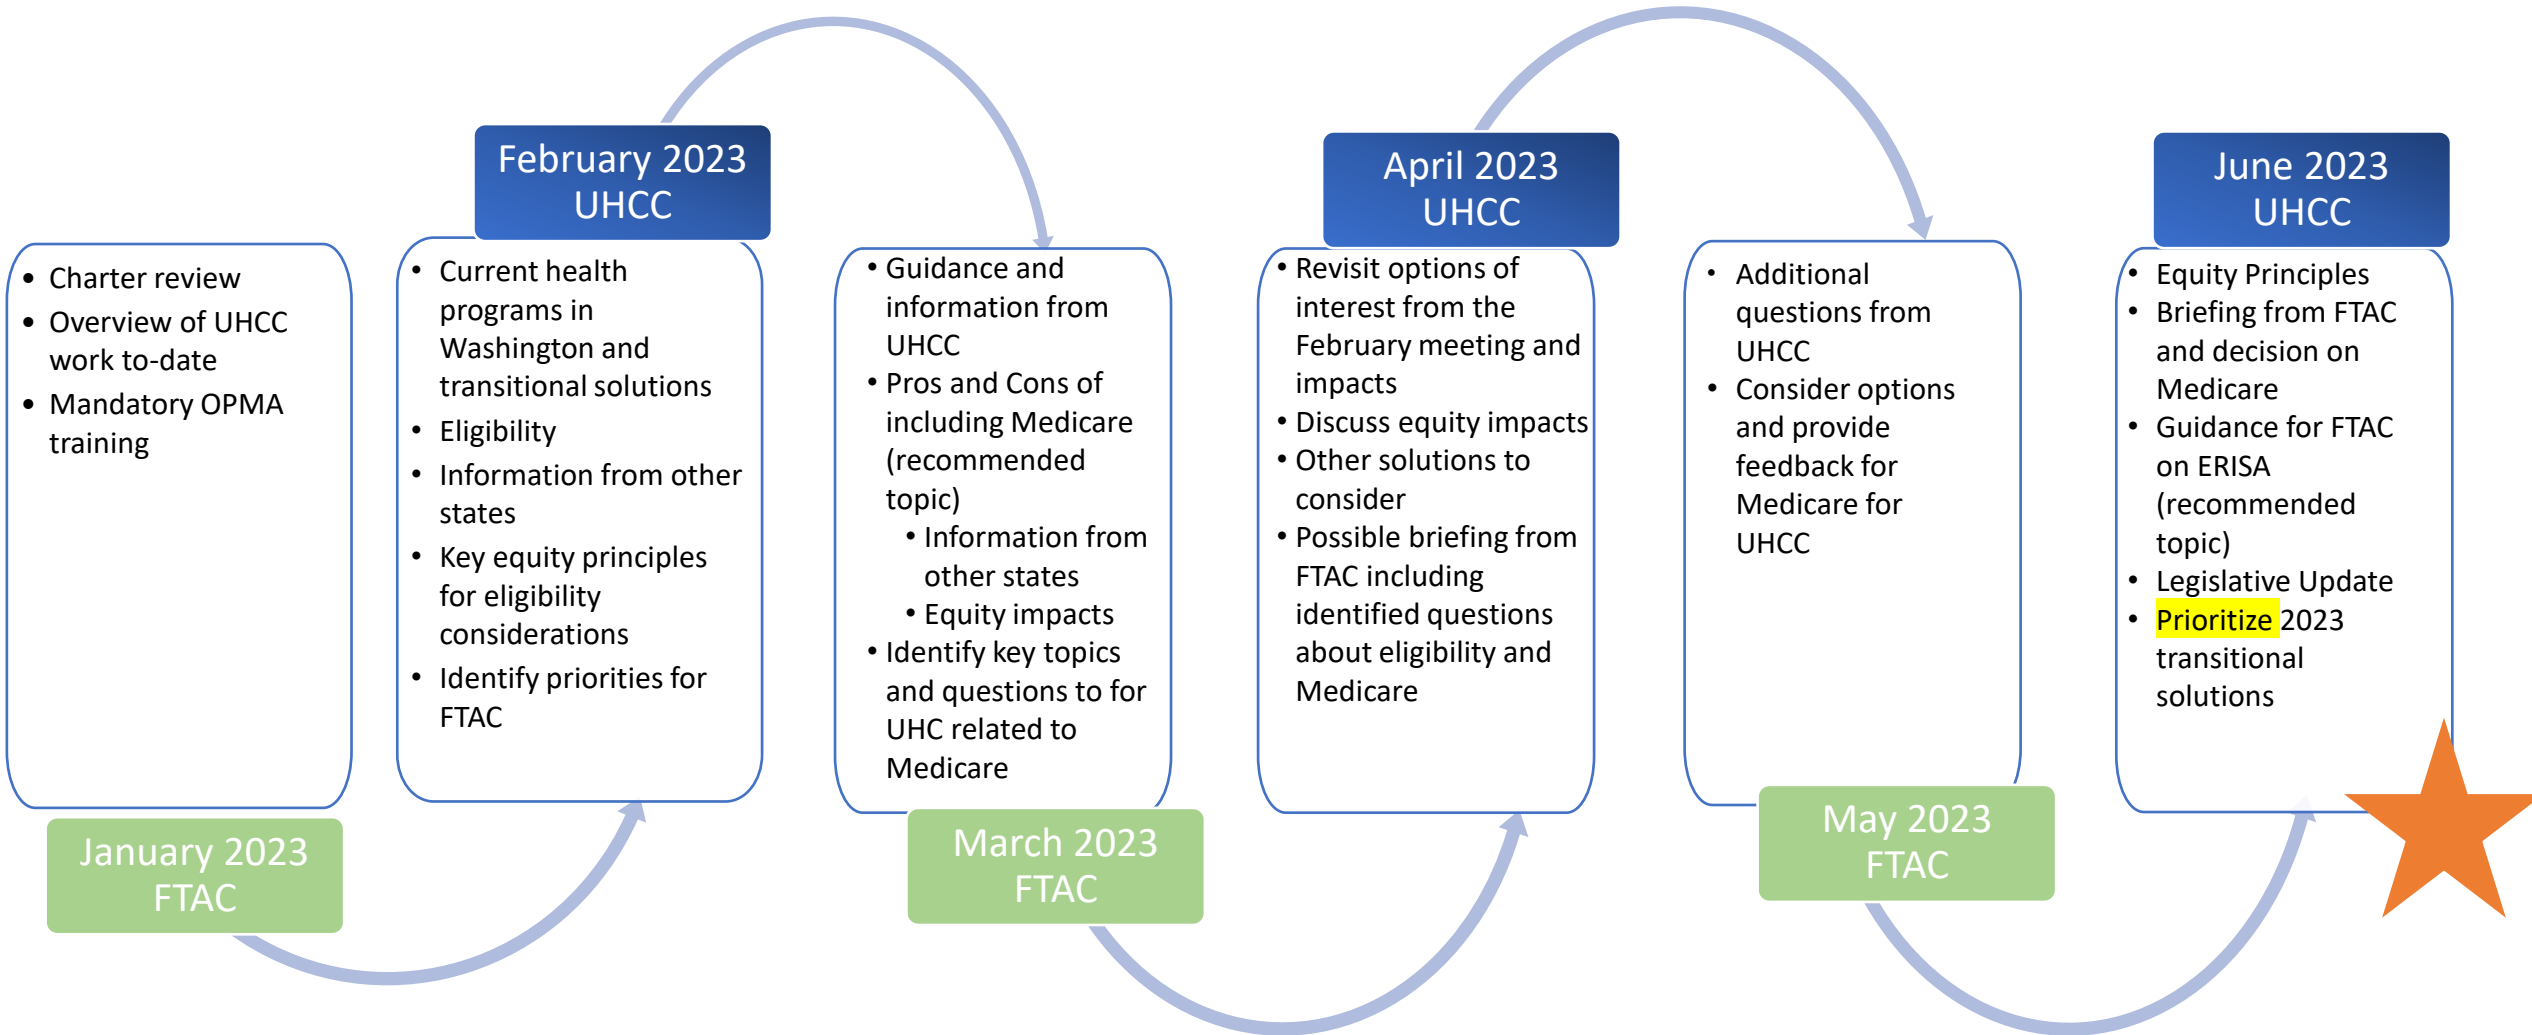 • Charter review
• Overview of UHCC
work to-date
• Mandatory OPMA
training
January 2023
FTAC
February 2023
UHCC
• Current health
programs in
Washington and
transitional solutions
• Eligibility
• Information from other
states
• Key equity principles
for eligibility
considerations
• Identify priorities for
FTAC
• Guidance and
information from
UHCC
• Pros and Cons of
including Medicare
(recommended
topic)
• Information from
other states
• Equity impacts
• Identify key topics
and questions to for
UHC related to
Medicare
March 2023
FTAC
April 2023
UHCC
• Revisit options of
interest from the
February meeting and
impacts
• Discuss equity impacts
• Other solutions to
consider
• Possible briefing from
FTAC including
identified questions
about eligibility and
Medicare
• Additional
questions from
UHCC
• Consider options
and provide
feedback for
Medicare for
UHCC
May 2023
FTAC
June 2023
UHCC
• Equity Principles
• Briefing from FTAC
and decision on
Medicare
• Guidance for FTAC
on ERISA
(recommended
topic)
• Legislative Update
• Prioritize 2023
transitional
solutions